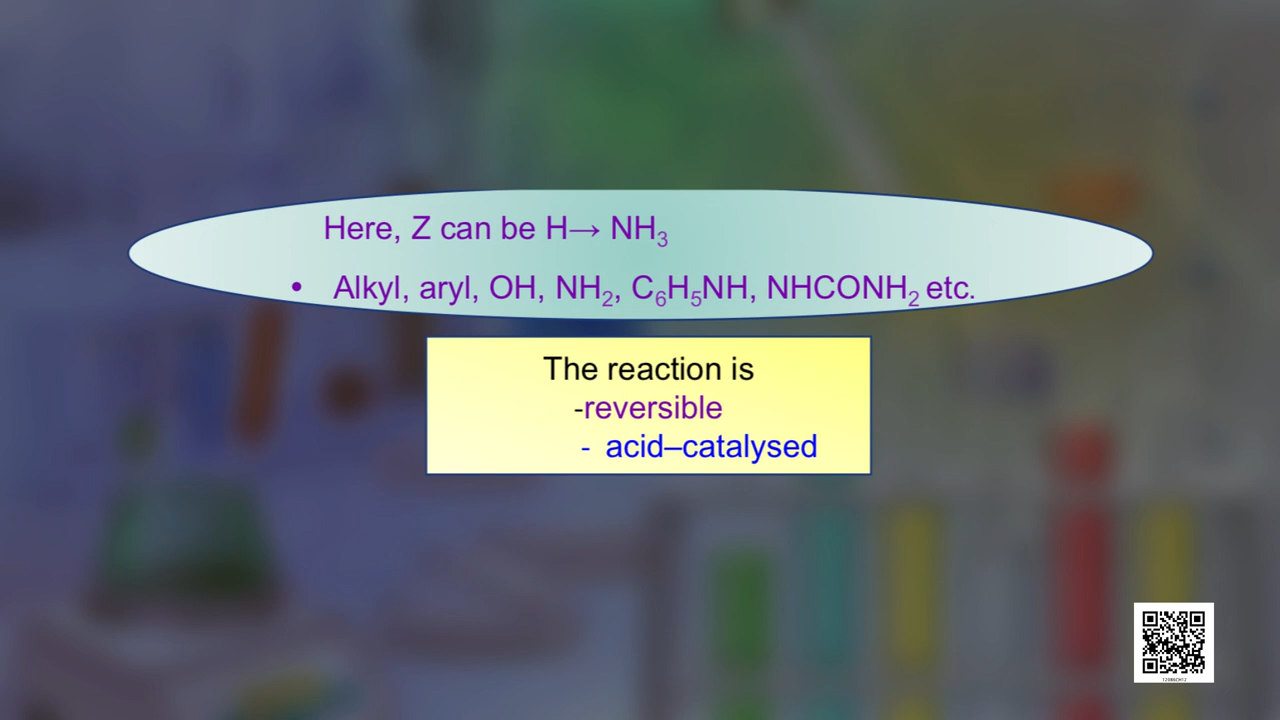 Here, Z can be H→ NH₃
• Alkyl, aryl, OH, NH₂, C₆H₅NH, NHCONH₂ etc.
The reaction is
-reversible
- acid–catalysed